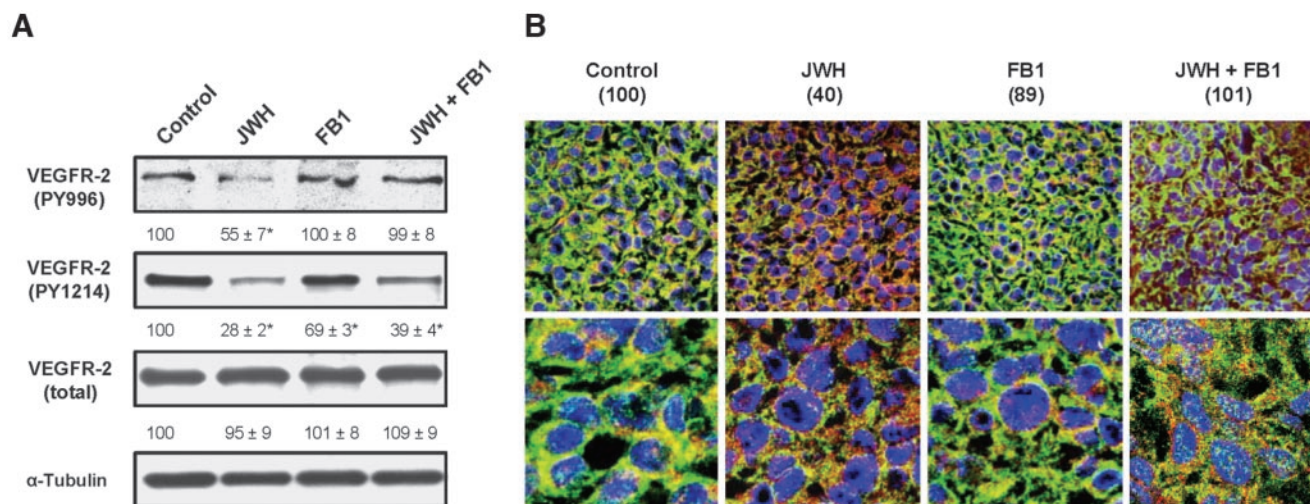 A
Control JWH FB1 JWH + FB1
VEGFR-2
(PY996)
100 55 ± 7* 100 ± 8 99 ± 8
VEGFR-2
(PY1214)
100 28 ± 2* 69 ± 3* 39 ± 4*
VEGFR-2
(total)
100 95 ± 9 101 ± 8 109 ± 9
α-Tubulin
B
Control JWH FB1 JWH + FB1
(100) (40) (89) (101)